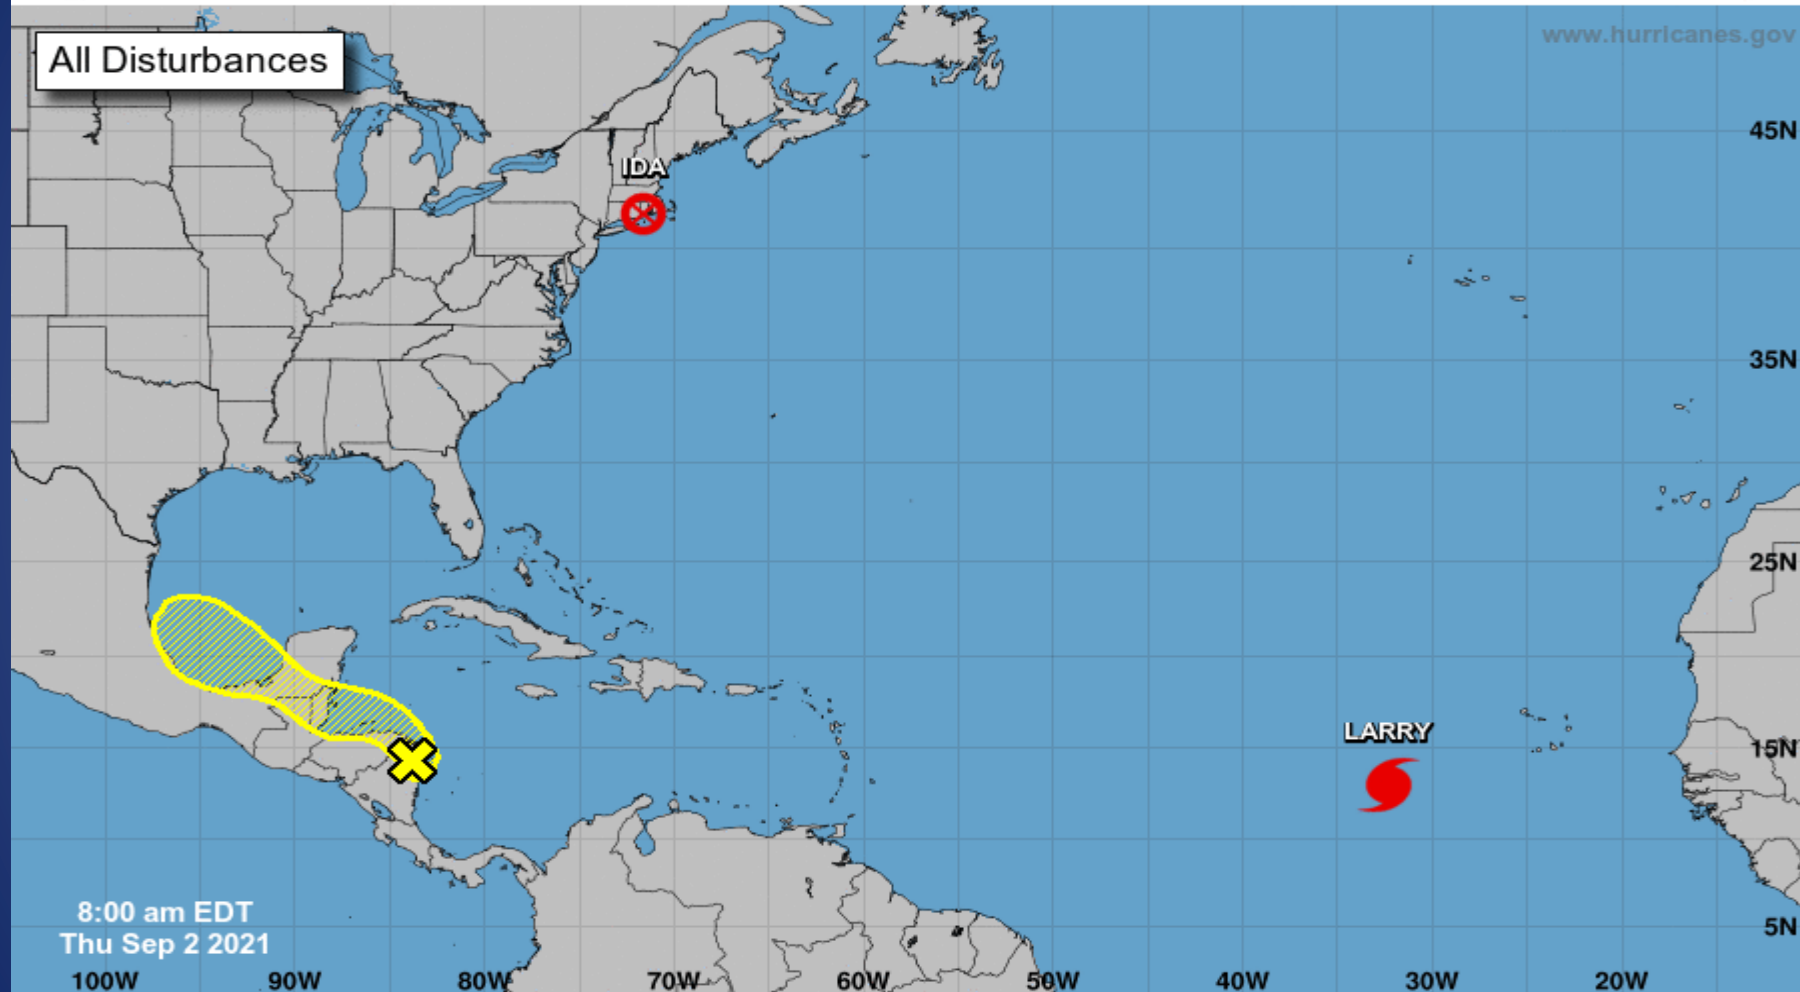 www.hurricanes.gov
All Disturbances
45N
IDA
35N
25N
LARRY
15N
8:00 am EDT
Thu Sep 2 2021
5N
100W 90W 80W 70W 60W 50W 40W 30W 20W